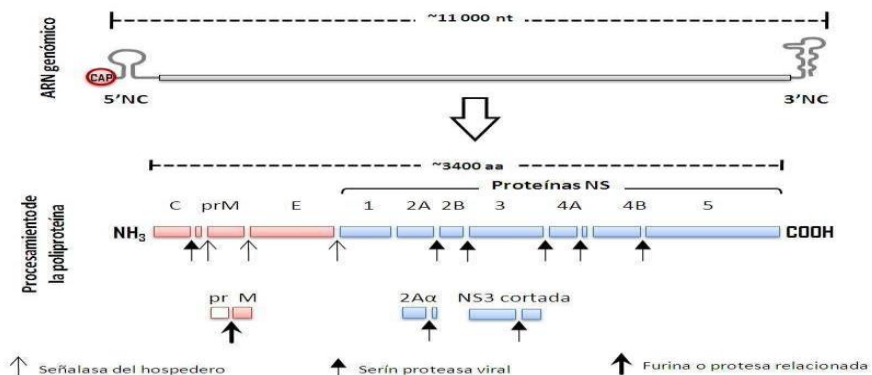 ~11 000 nt
ARN genómico
CAP
5'NC
3'NC
~3400 aa
Proteínas NS
C prM E 1 2A 2B 3 4A 4B 5
Procesamiento de
la poliproteína
NH3
COOH
pr M
2Aα
NS3 cortada
Señalasa del hospedero
Serín proteasa viral
Furina o protesa relacionada